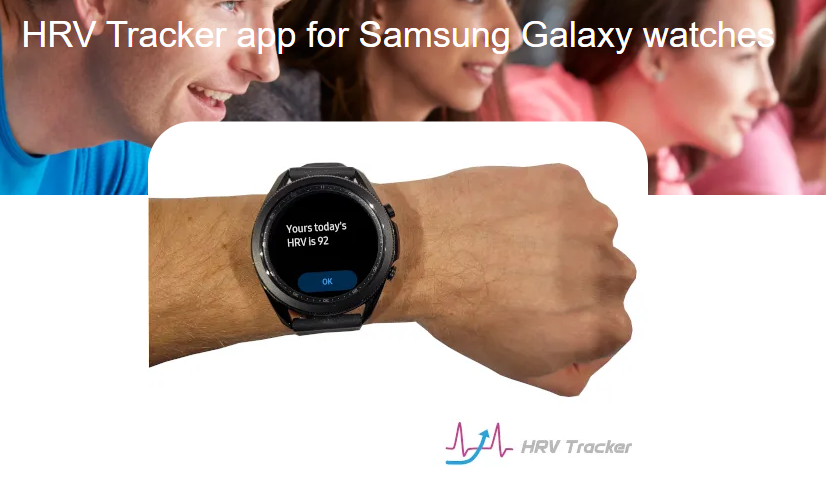 HRV Tracker app for Samsung Galaxy watches
Yours today's
HRV is 92
OK
HRV Tracker